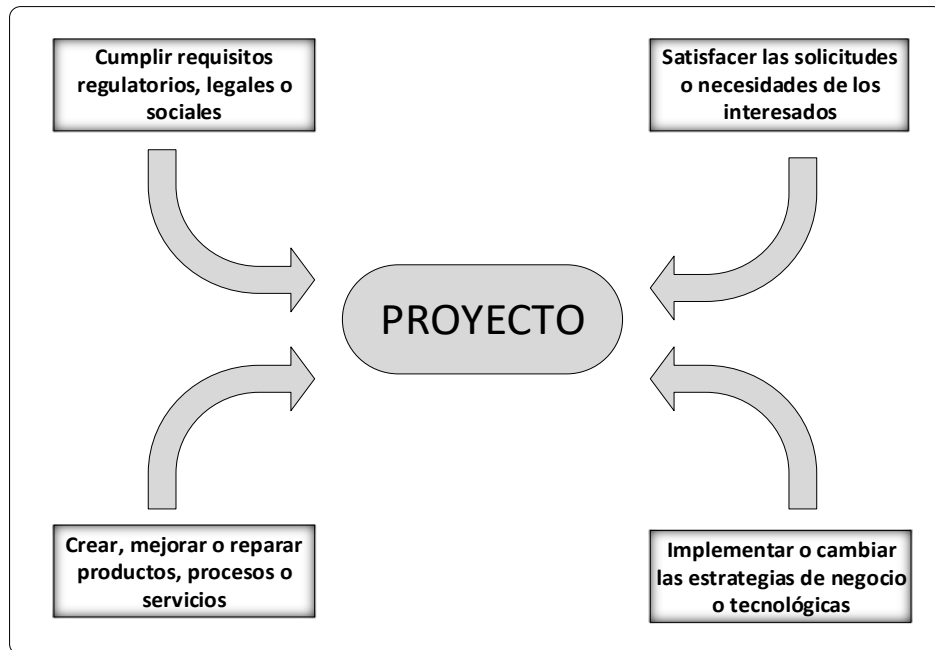 Cumplir requisitos
regulatorios, legales o
sociales
Satisfacer las solicitudes
o necesidades de los
interesados
PROYECTO
Crear, mejorar o reparar
productos, procesos o
servicios
Implementar o cambiar
las estrategias de negocio
o tecnológicas